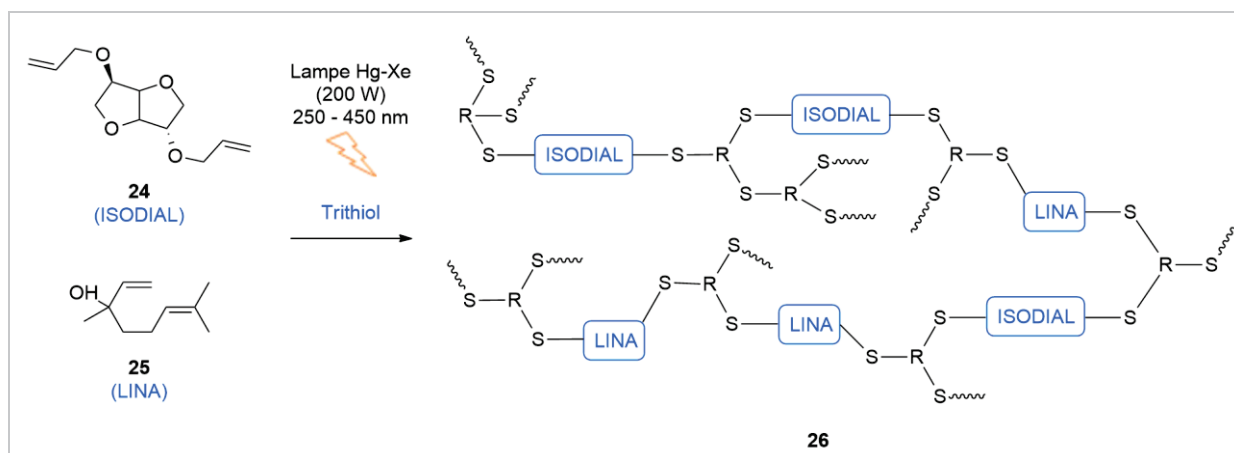 O
O
O
O
24
(ISODIAL)
OH
25
(LINA)
Lampe Hg-Xe
(200 W)
250 - 450 nm
Trithiol
S
R S
S ISODIAL S
S ISODIAL S R S R S
S R S
S LINA S
S R S
S S
S R
S R S ISODIAL S
S LINA S LINA
S R
S
26